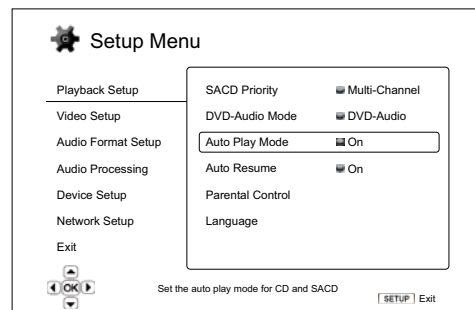 Setup Menu
Playback Setup
Video Setup
Audio Format Setup
Audio Processing
Device Setup
Network Setup
Exit
SACD Priority Multi-Channel
DVD-Audio Mode DVD-Audio
Auto Play Mode On
Auto Resume On
Parental Control
Language
OK
Set the auto play mode for CD and SACD
SETUP Exit